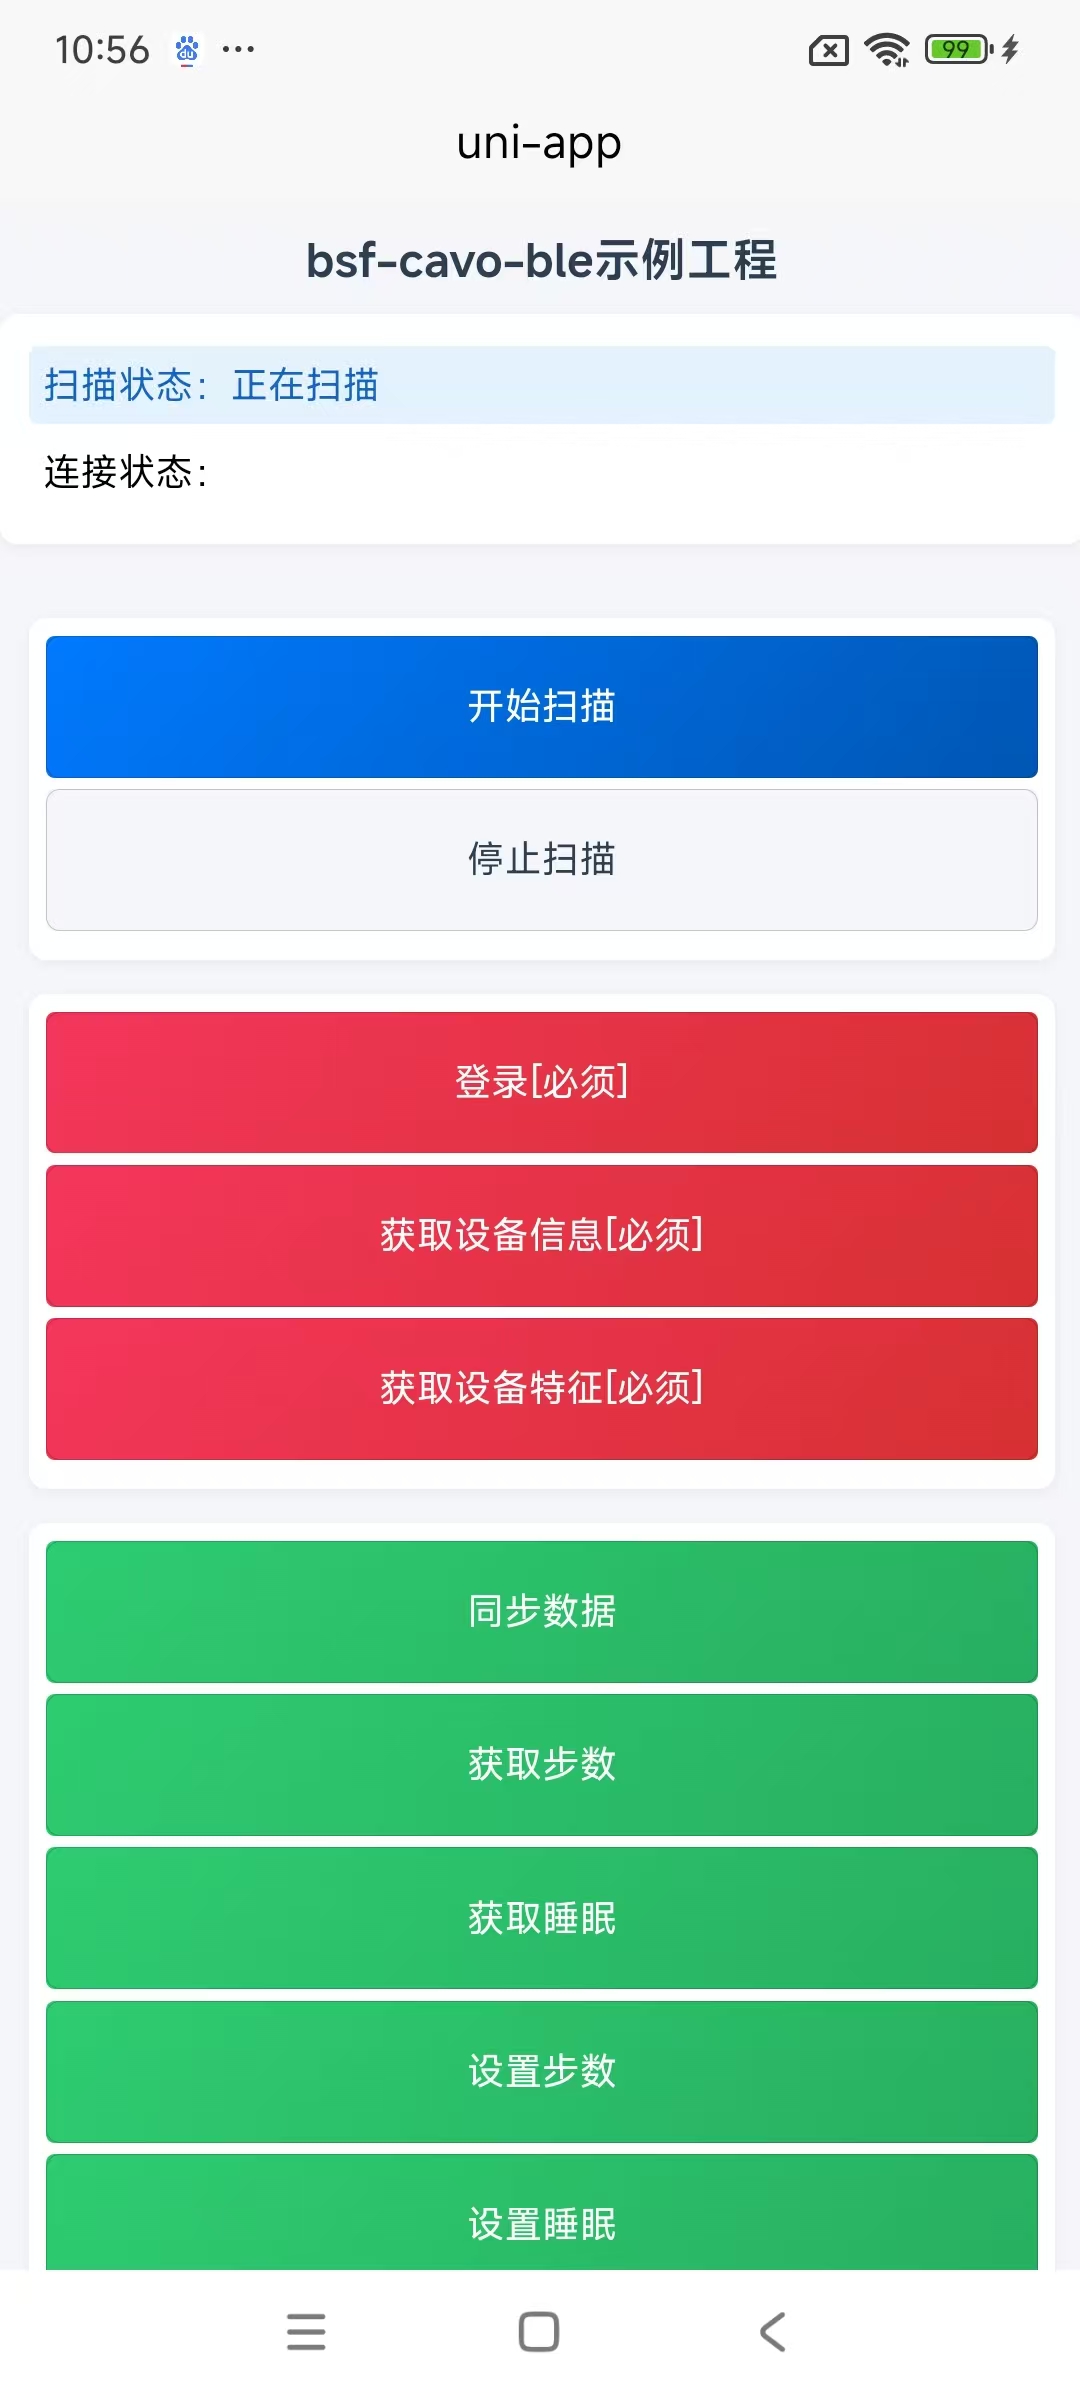 10:56
du
99
uni-app
bsf-cavo-ble示例工程
扫描状态：正在扫描
连接状态：
开始扫描
停止扫描
登录[必须]
获取设备信息[必须]
获取设备特征[必须]
同步数据
获取步数
获取睡眠
设置步数
设置睡眠